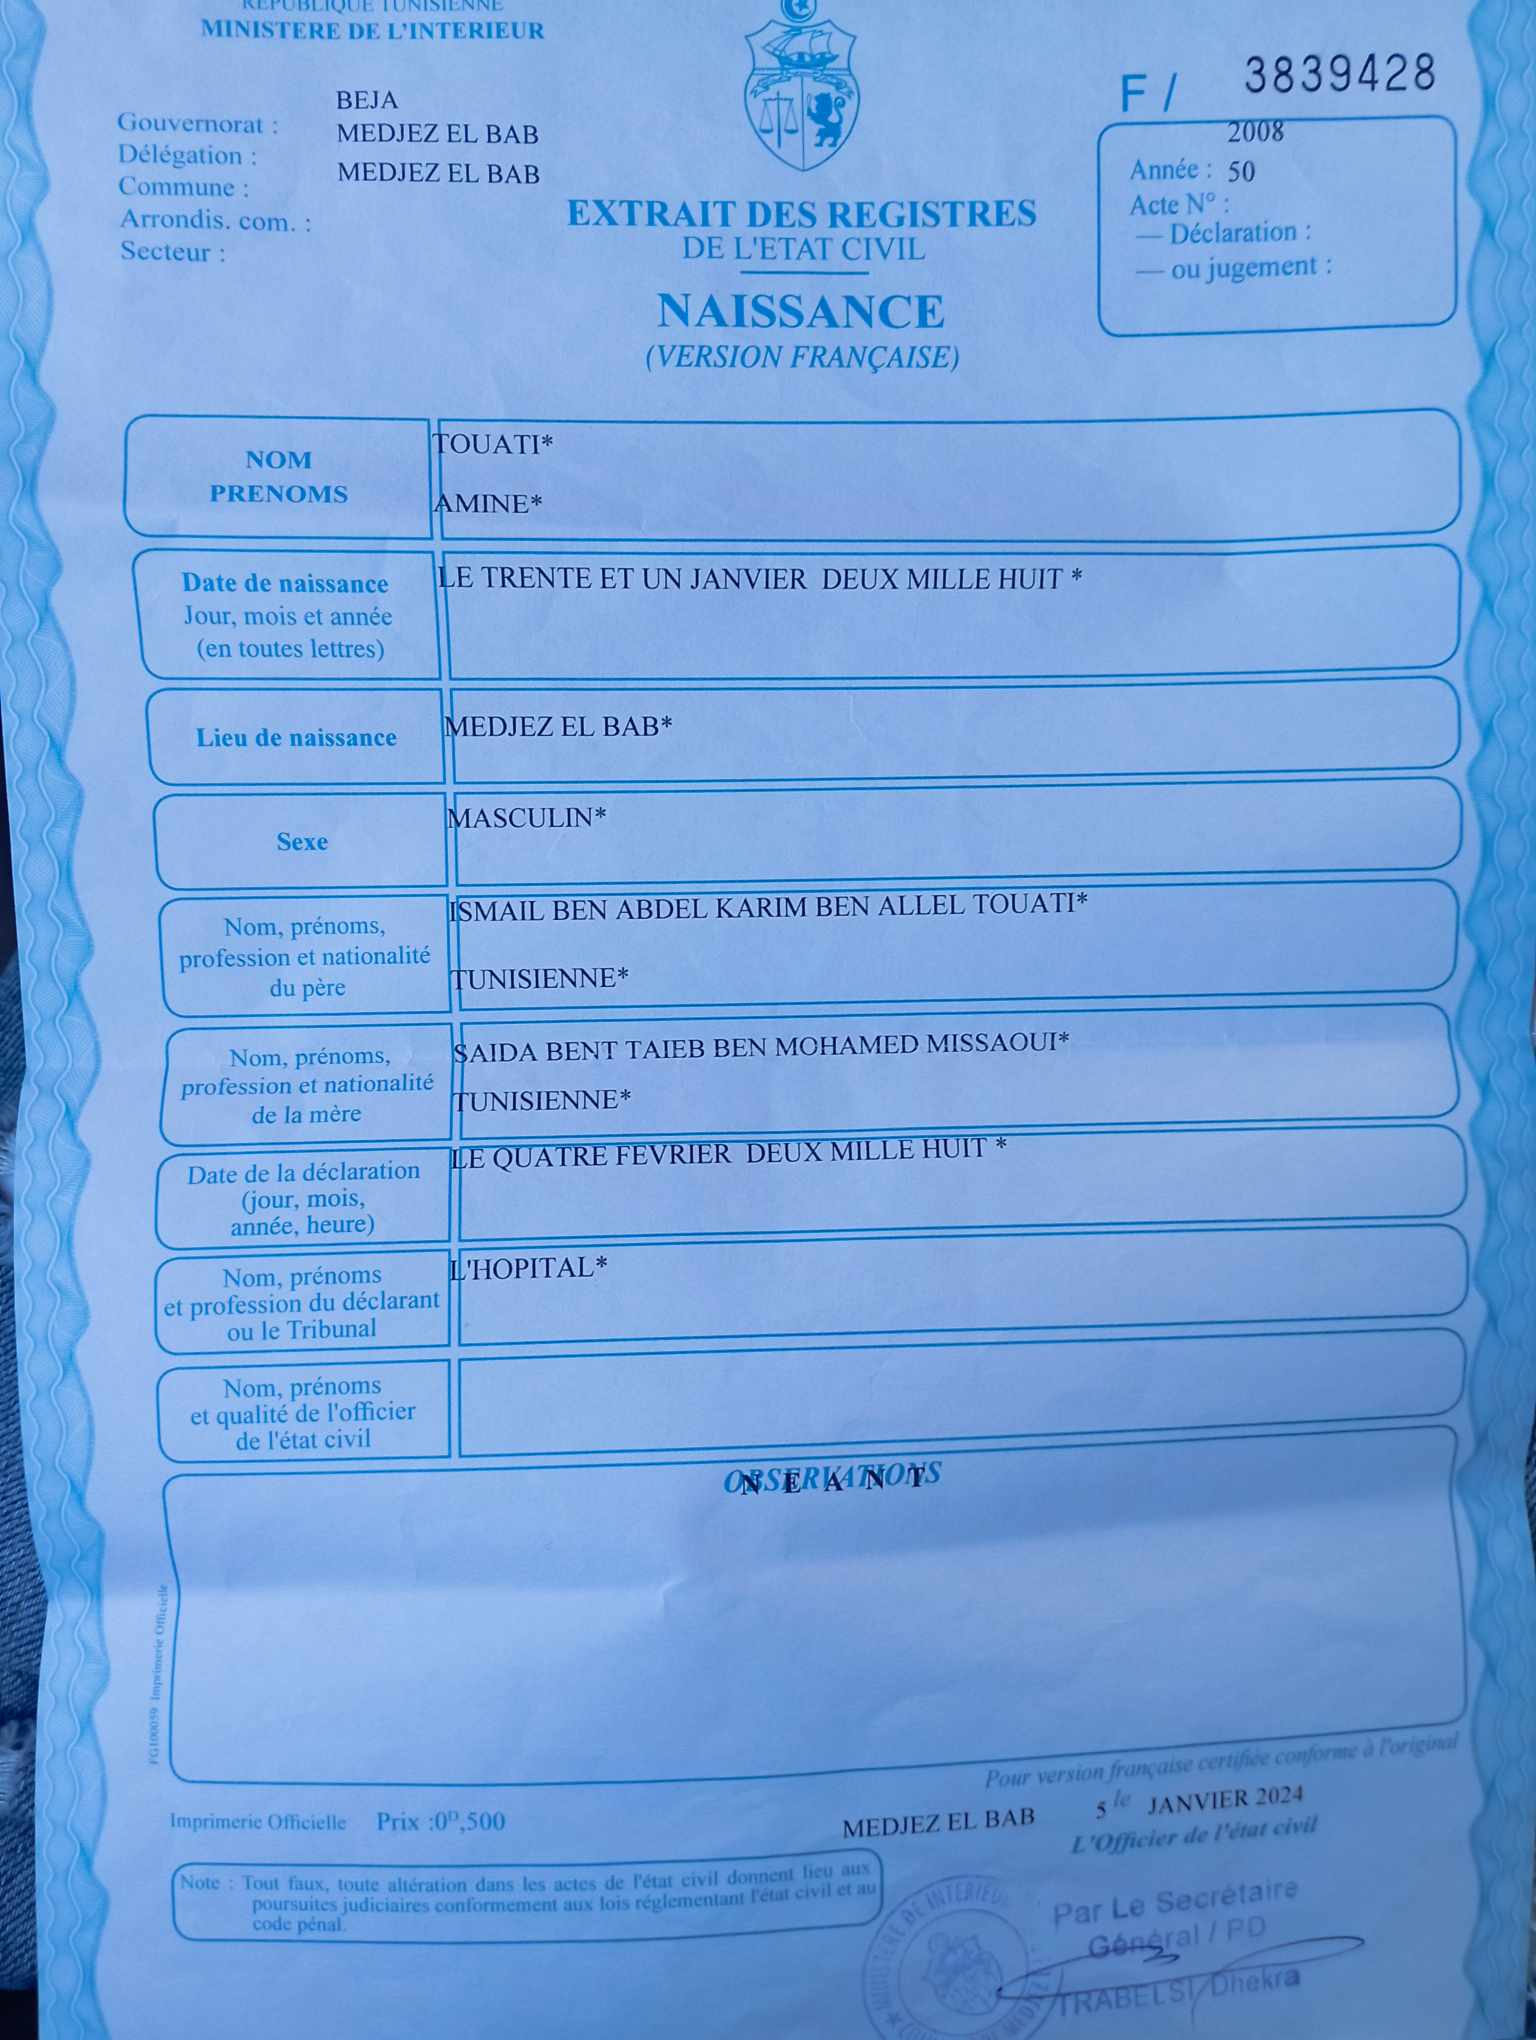 REPUBLIQUE TUNISIENNE
MINISTERE DE L'INTERIEUR
BEJA
Gouvernorat :
MEDJEZ EL BAB
Délégation :
MEDJEZ EL BAB
Commune :
Arrondis. com. :
Secteur :
F / 3839428
2008
Année : 50
Acte N° :
— Déclaration :
— ou jugement :
EXTRAIT DES REGISTRES
DE L'ETAT CIVIL
NAISSANCE
(VERSION FRANÇAISE)
NOM
PRENOMS
TOUATI*
AMINE*
Date de naissance
Jour, mois et année
(en toutes lettres)
LE TRENTE ET UN JANVIER DEUX MILLE HUIT *
Lieu de naissance
MEDJEZ EL BAB*
Sexe
MASCULIN*
Nom, prénoms,
profession et nationalité
du père
ISMAIL BEN ABDEL KARIM BEN ALLEL TOUATI*
TUNISIENNE*
Nom, prénoms,
profession et nationalité
de la mère
SAIDA BENT TAIEB BEN MOHAMED MISSAOUI*
TUNISIENNE*
Date de la déclaration
(jour, mois,
année, heure)
LE QUATRE FEVRIER DEUX MILLE HUIT *
Nom, prénoms
et profession du déclarant
ou le Tribunal
L'HOPITAL*
Nom, prénoms
et qualité de l'officier
de l'état civil
OBSERVATIONS
N E A N T
FG100059 Imprimerie Officielle
Pour version française certifiée conforme à l'original
Imprimerie Officielle Prix :0ᴰ,500
MEDJEZ EL BAB 5 le JANVIER 2024
L'Officier de l'état civil
Note : Tout faux, toute altération dans les actes de l'état civil donnent lieu aux
poursuites judiciaires conformement aux lois réglementant l'état civil et au
code pénal.
MINISTERE DE INTERIEUR
Par Le Secrétaire
Général / PD
TRABELSI Dhekra